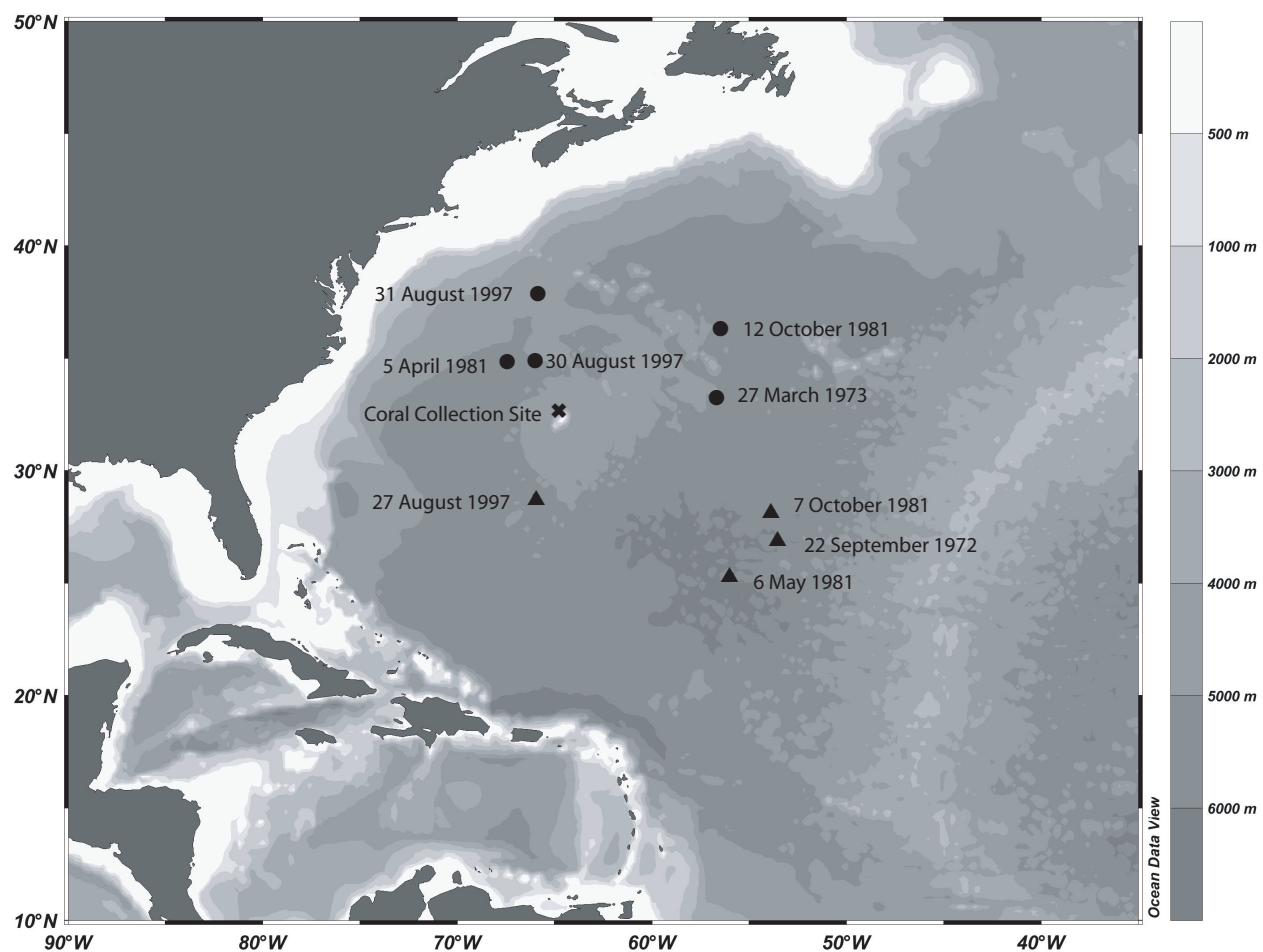 50°N
500 m
1000 m
40°N
31 August 1997
12 October 1981
5 April 1981
30 August 1997
2000 m
27 March 1973
Coral Collection Site
30°N
3000 m
27 August 1997
7 October 1981
22 September 1972
6 May 1981
4000 m
20°N
5000 m
6000 m
Ocean Data View
10°N
90°W
80°W
70°W
60°W
50°W
40°W